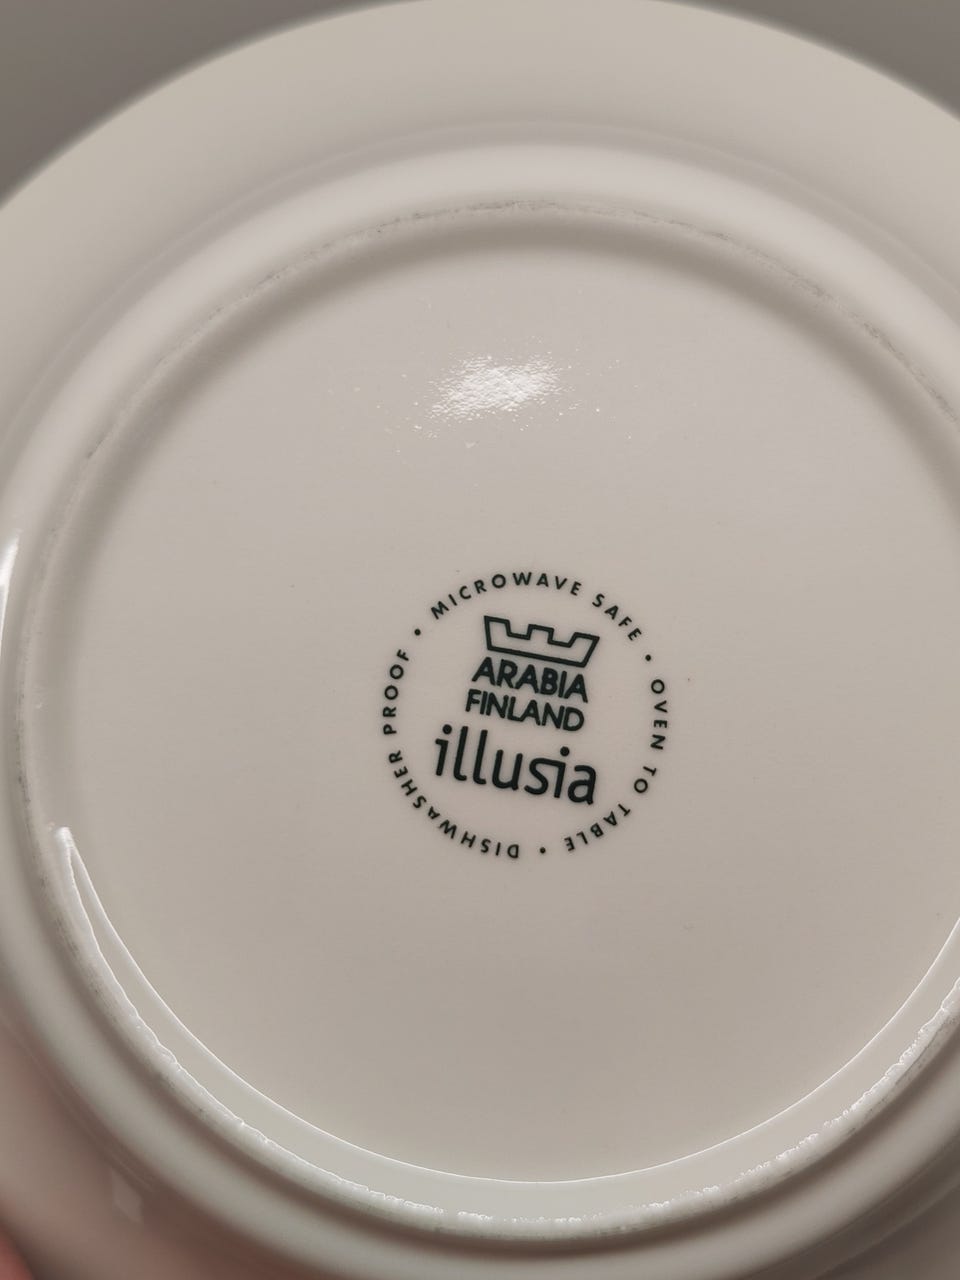 MICROWAVE SAFE • OVEN TO TABLE • DISHWASHER PROOF •
ARABIA
FINLAND
illusia